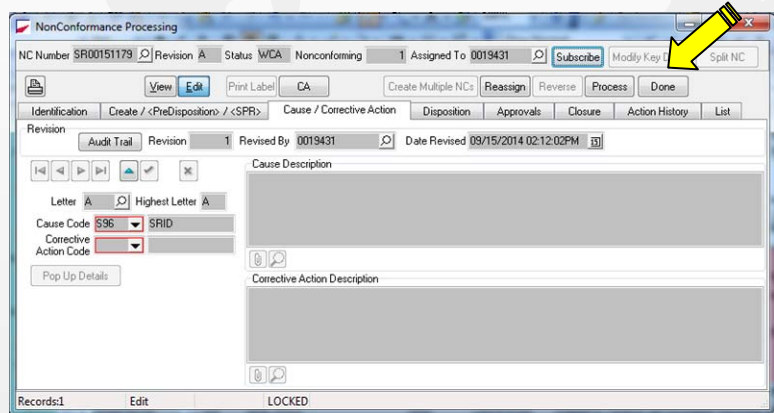 NonConformance Processing
NC Number SR00151179 Revision A Status WCA Nonconforming 1 Assigned To 0019431 Subscribe Modify Key Split NC
View Edit Print Label CA Create Multiple NCs Reassign Reverse Process Done
Identification Create / <PreDisposition> / <SPR> Cause / Corrective Action Disposition Approvals Closure Action History List
Revision
Audit Trail Revision 1 Revised By 0019431 Date Revised 09/15/2014 02:12:02PM
Cause Description
Letter A Highest Letter A
Cause Code S96 SRID
Corrective
Action Code
Pop Up Details
Corrective Action Description
Records:1 Edit LOCKED